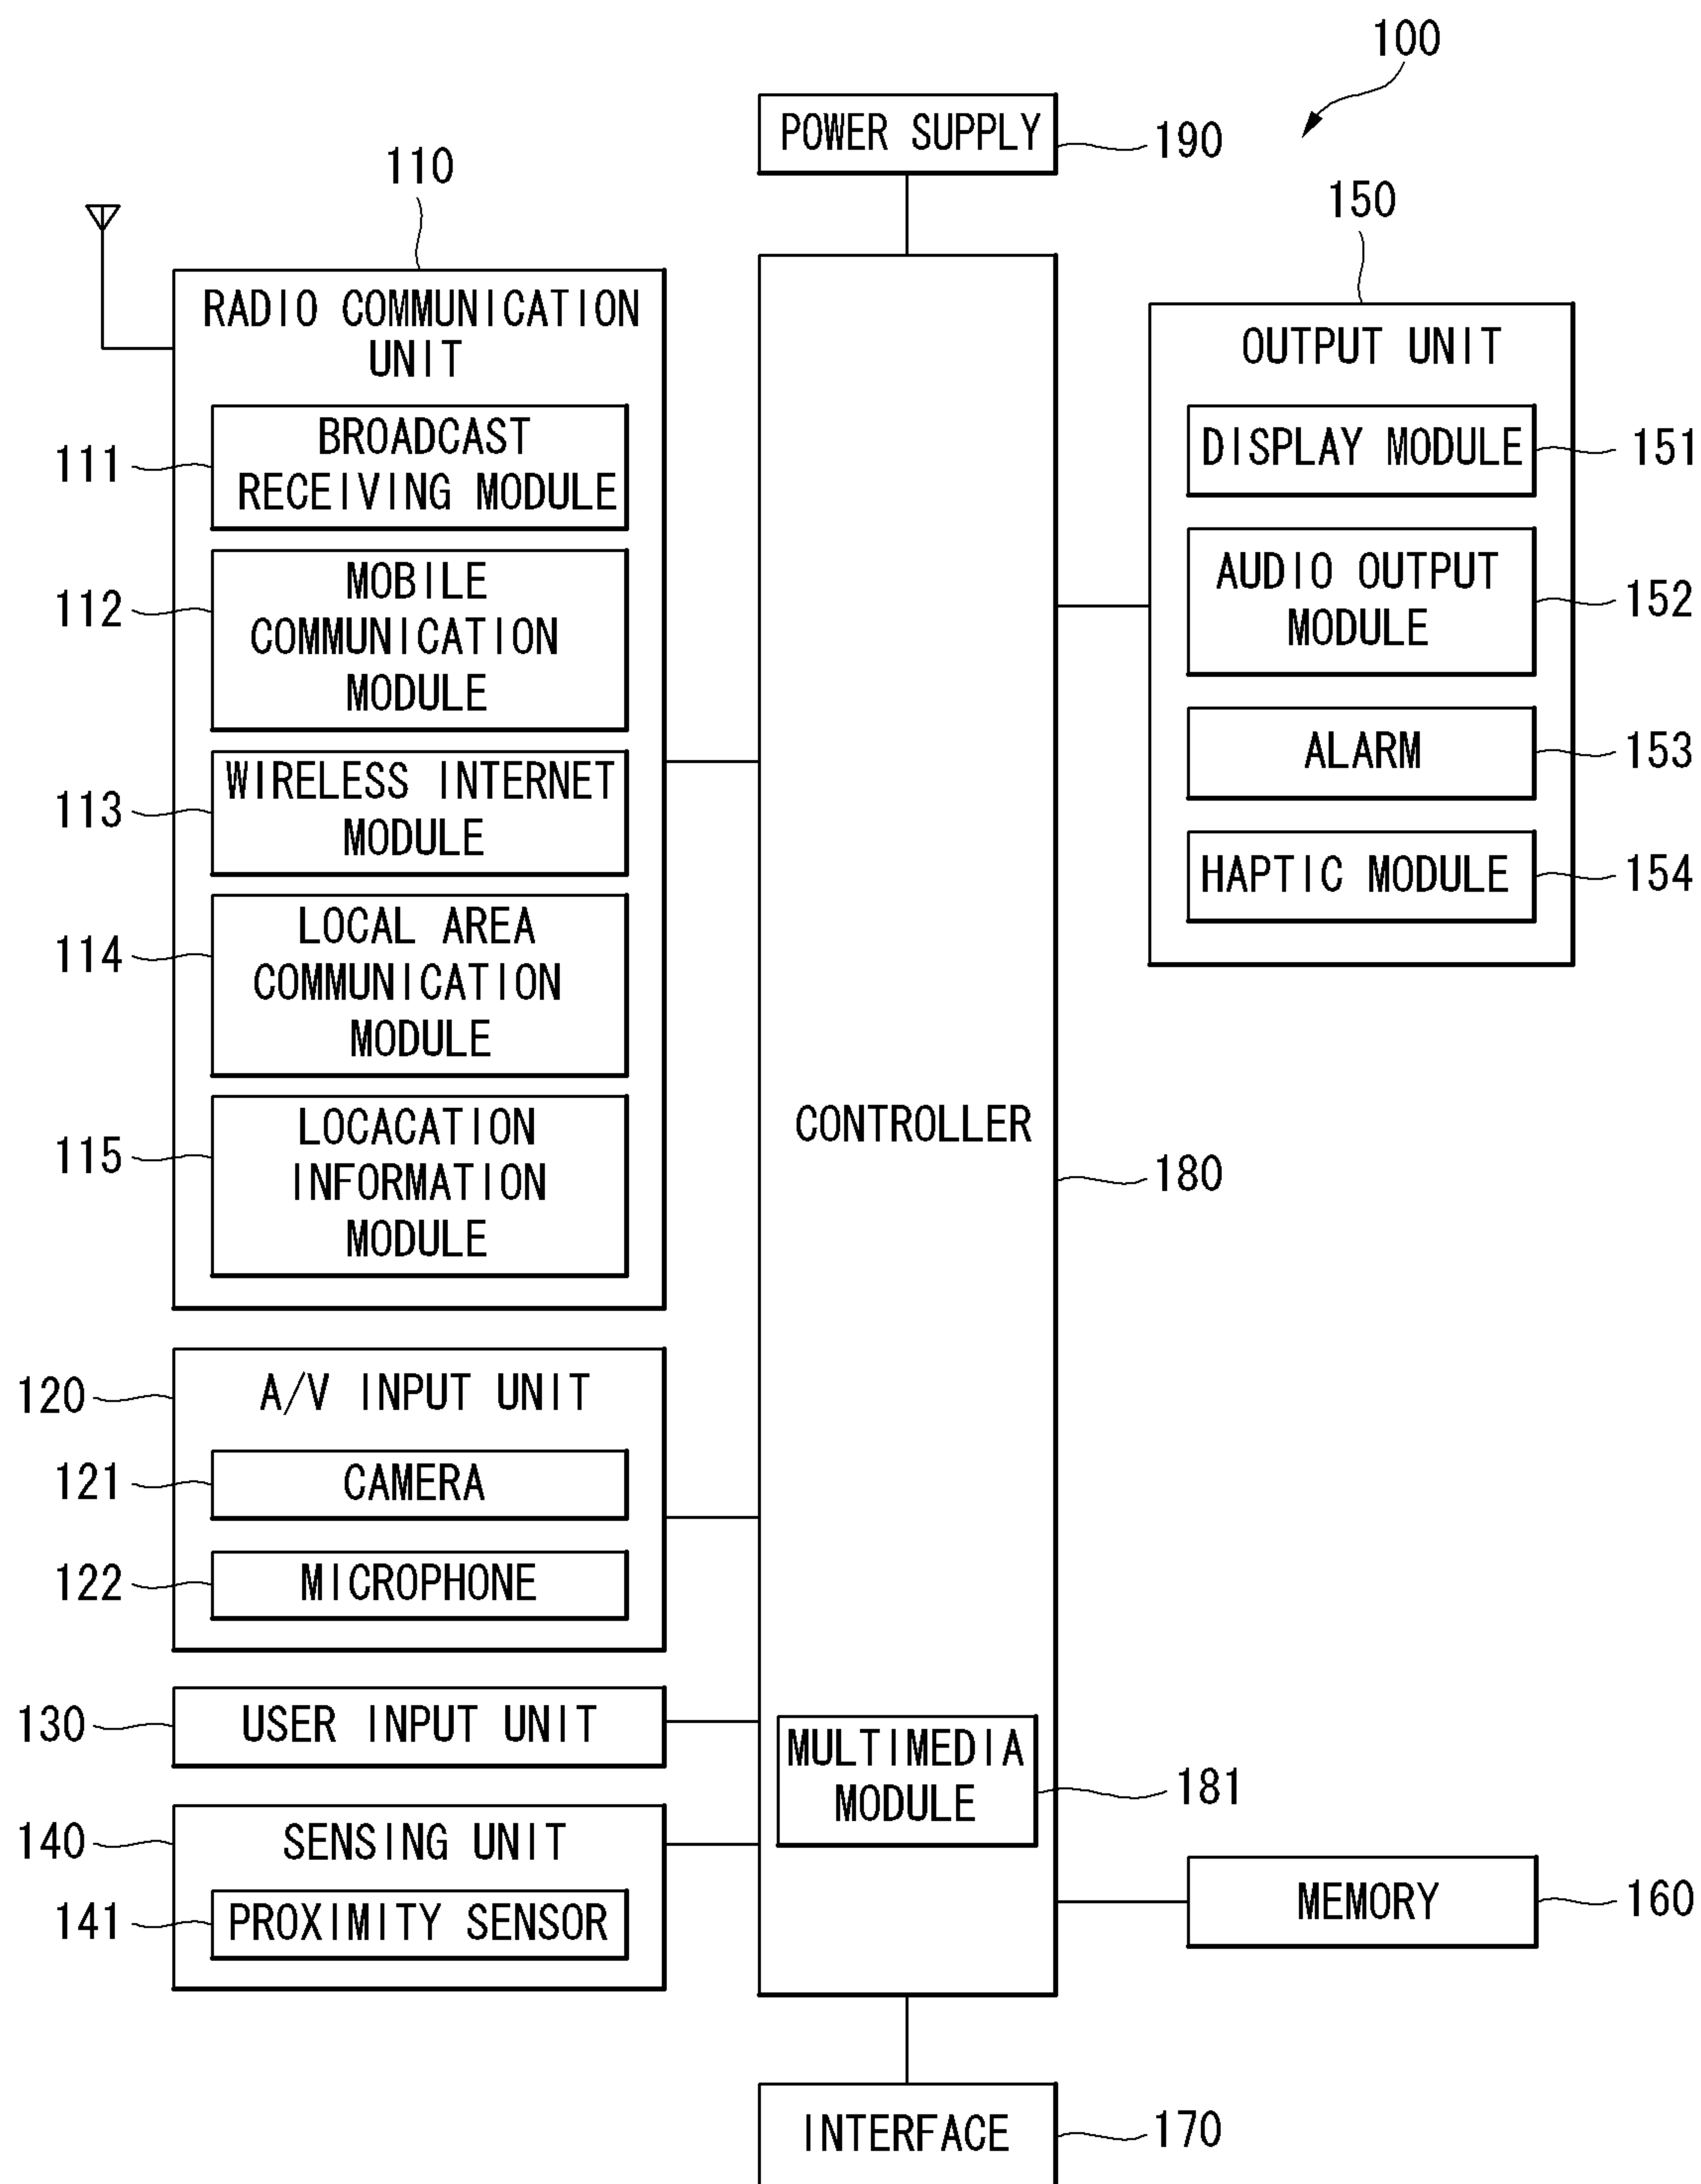 100
POWER SUPPLY
190
110
150
RADIO COMMUNICATION
UNIT
111
BROADCAST
RECEIVING MODULE
112
MOBILE
COMMUNICATION
MODULE
113
WIRELESS INTERNET
MODULE
114
LOCAL AREA
COMMUNICATION
MODULE
115
LOCACATION
INFORMATION
MODULE
120
A/V INPUT UNIT
121
CAMERA
122
MICROPHONE
130
USER INPUT UNIT
140
SENSING UNIT
141
PROXIMITY SENSOR
CONTROLLER
180
MULTIMEDIA
MODULE
181
OUTPUT UNIT
DISPLAY MODULE
151
AUDIO OUTPUT
MODULE
152
ALARM
153
HAPTIC MODULE
154
MEMORY
160
INTERFACE
170